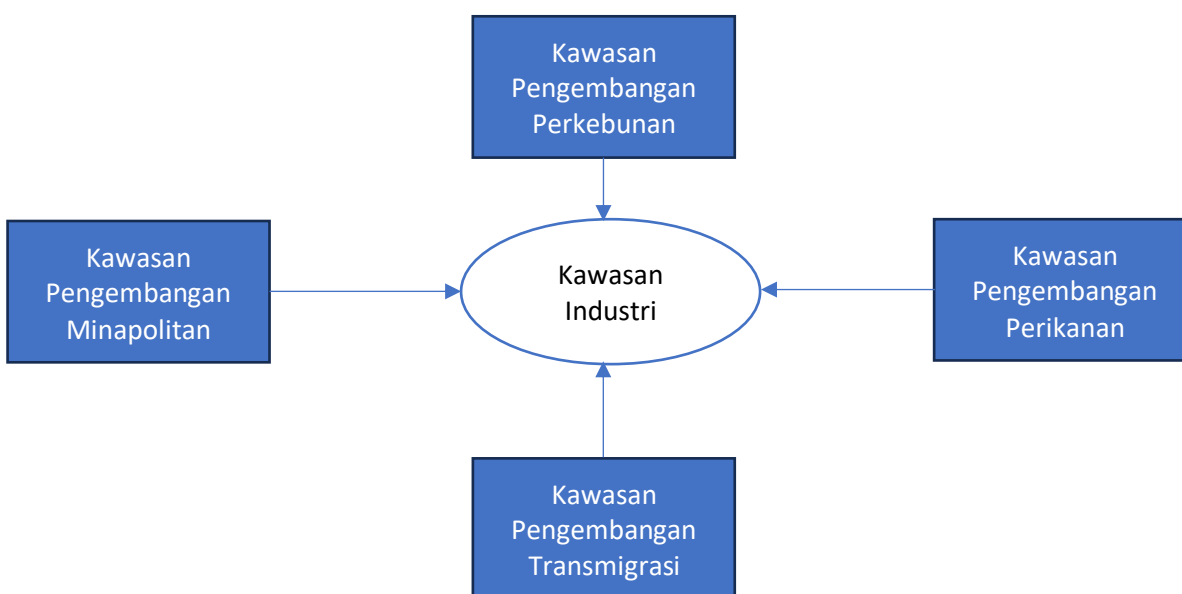 Kawasan
Pengembangan
Perkebunan
Kawasan
Pengembangan
Minapolitan
Kawasan
Industri
Kawasan
Pengembangan
Perikanan
Kawasan
Pengembangan
Transmigrasi